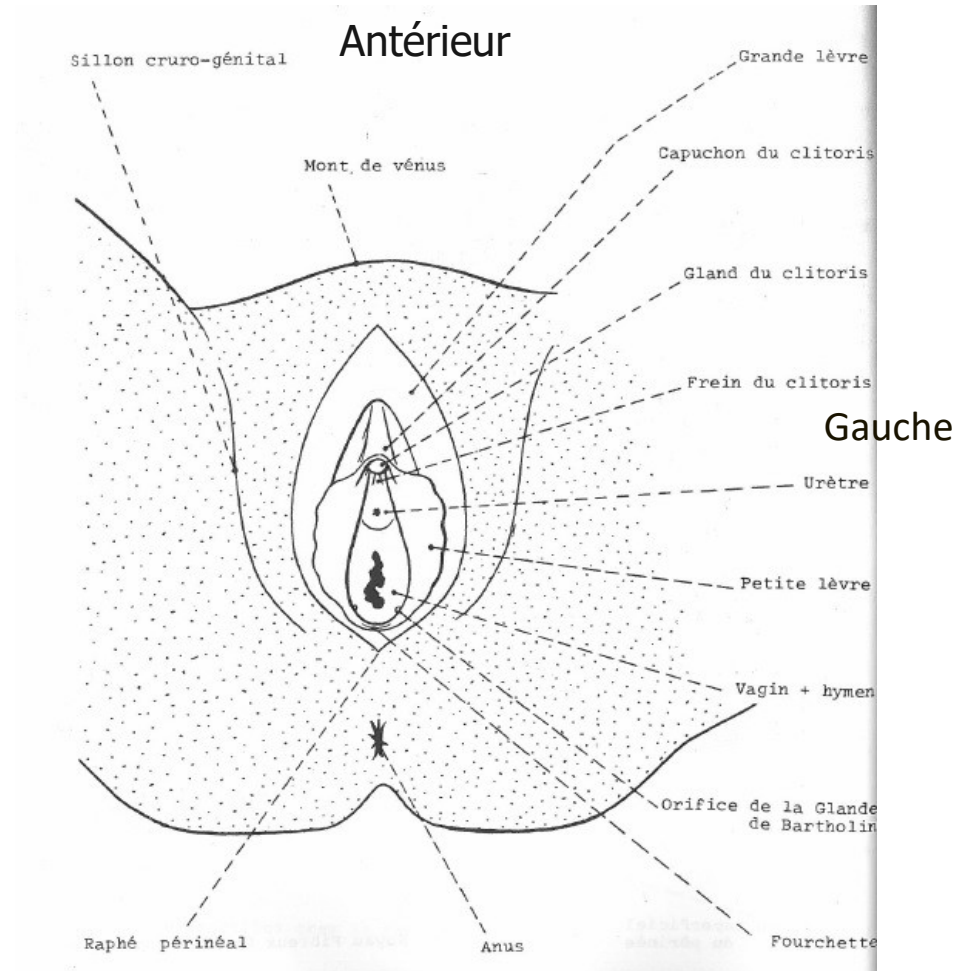 Antérieur
Sillon cruro-génital
Grande lèvre
Mont de vénus
Capuchon du clitoris
Gland du clitoris
Frein du clitoris
Gauche
Urètre
Petite lèvre
Vagin + hymen
Orifice de la Glande
de Bartholin
Raphé périnéal
Anus
Fourchette